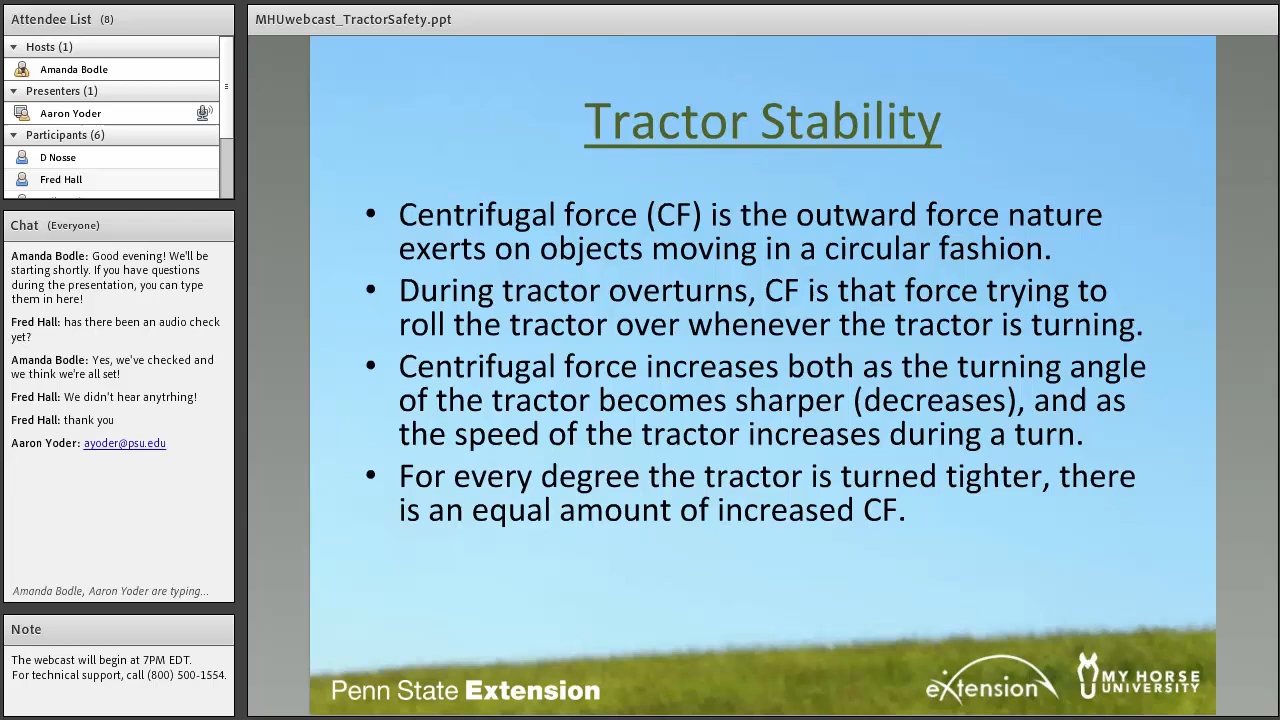 Attendee List (8)
Hosts (1)
Amanda Bodle
Presenters (1)
Aaron Yoder
Participants (6)
D Nosse
Fred Hall
Chat (Everyone)
Amanda Bodle: Good evening! We'll be
starting shortly. If you have questions
during the presentation, you can type
them in here!
Fred Hall: has there been an audio check
yet?
Amanda Bodle: Yes, we've checked and
we think we're all set!
Fred Hall: We didn't hear anytrhing!
Fred Hall: thank you
Aaron Yoder: ayoder@psu.edu
Amanda Bodle, Aaron Yoder are typing...
Note
The webcast will begin at 7PM EDT.
For technical support, call (800) 500-1554.
MHUwebcast_TractorSafety.ppt
Tractor Stability
• Centrifugal force (CF) is the outward force nature
exerts on objects moving in a circular fashion.
• During tractor overturns, CF is that force trying to
roll the tractor over whenever the tractor is turning.
• Centrifugal force increases both as the turning angle
of the tractor becomes sharper (decreases), and as
the speed of the tractor increases during a turn.
• For every degree the tractor is turned tighter, there
is an equal amount of increased CF.
Penn State Extension
eXtension
MY HORSE
UNIVERSITY